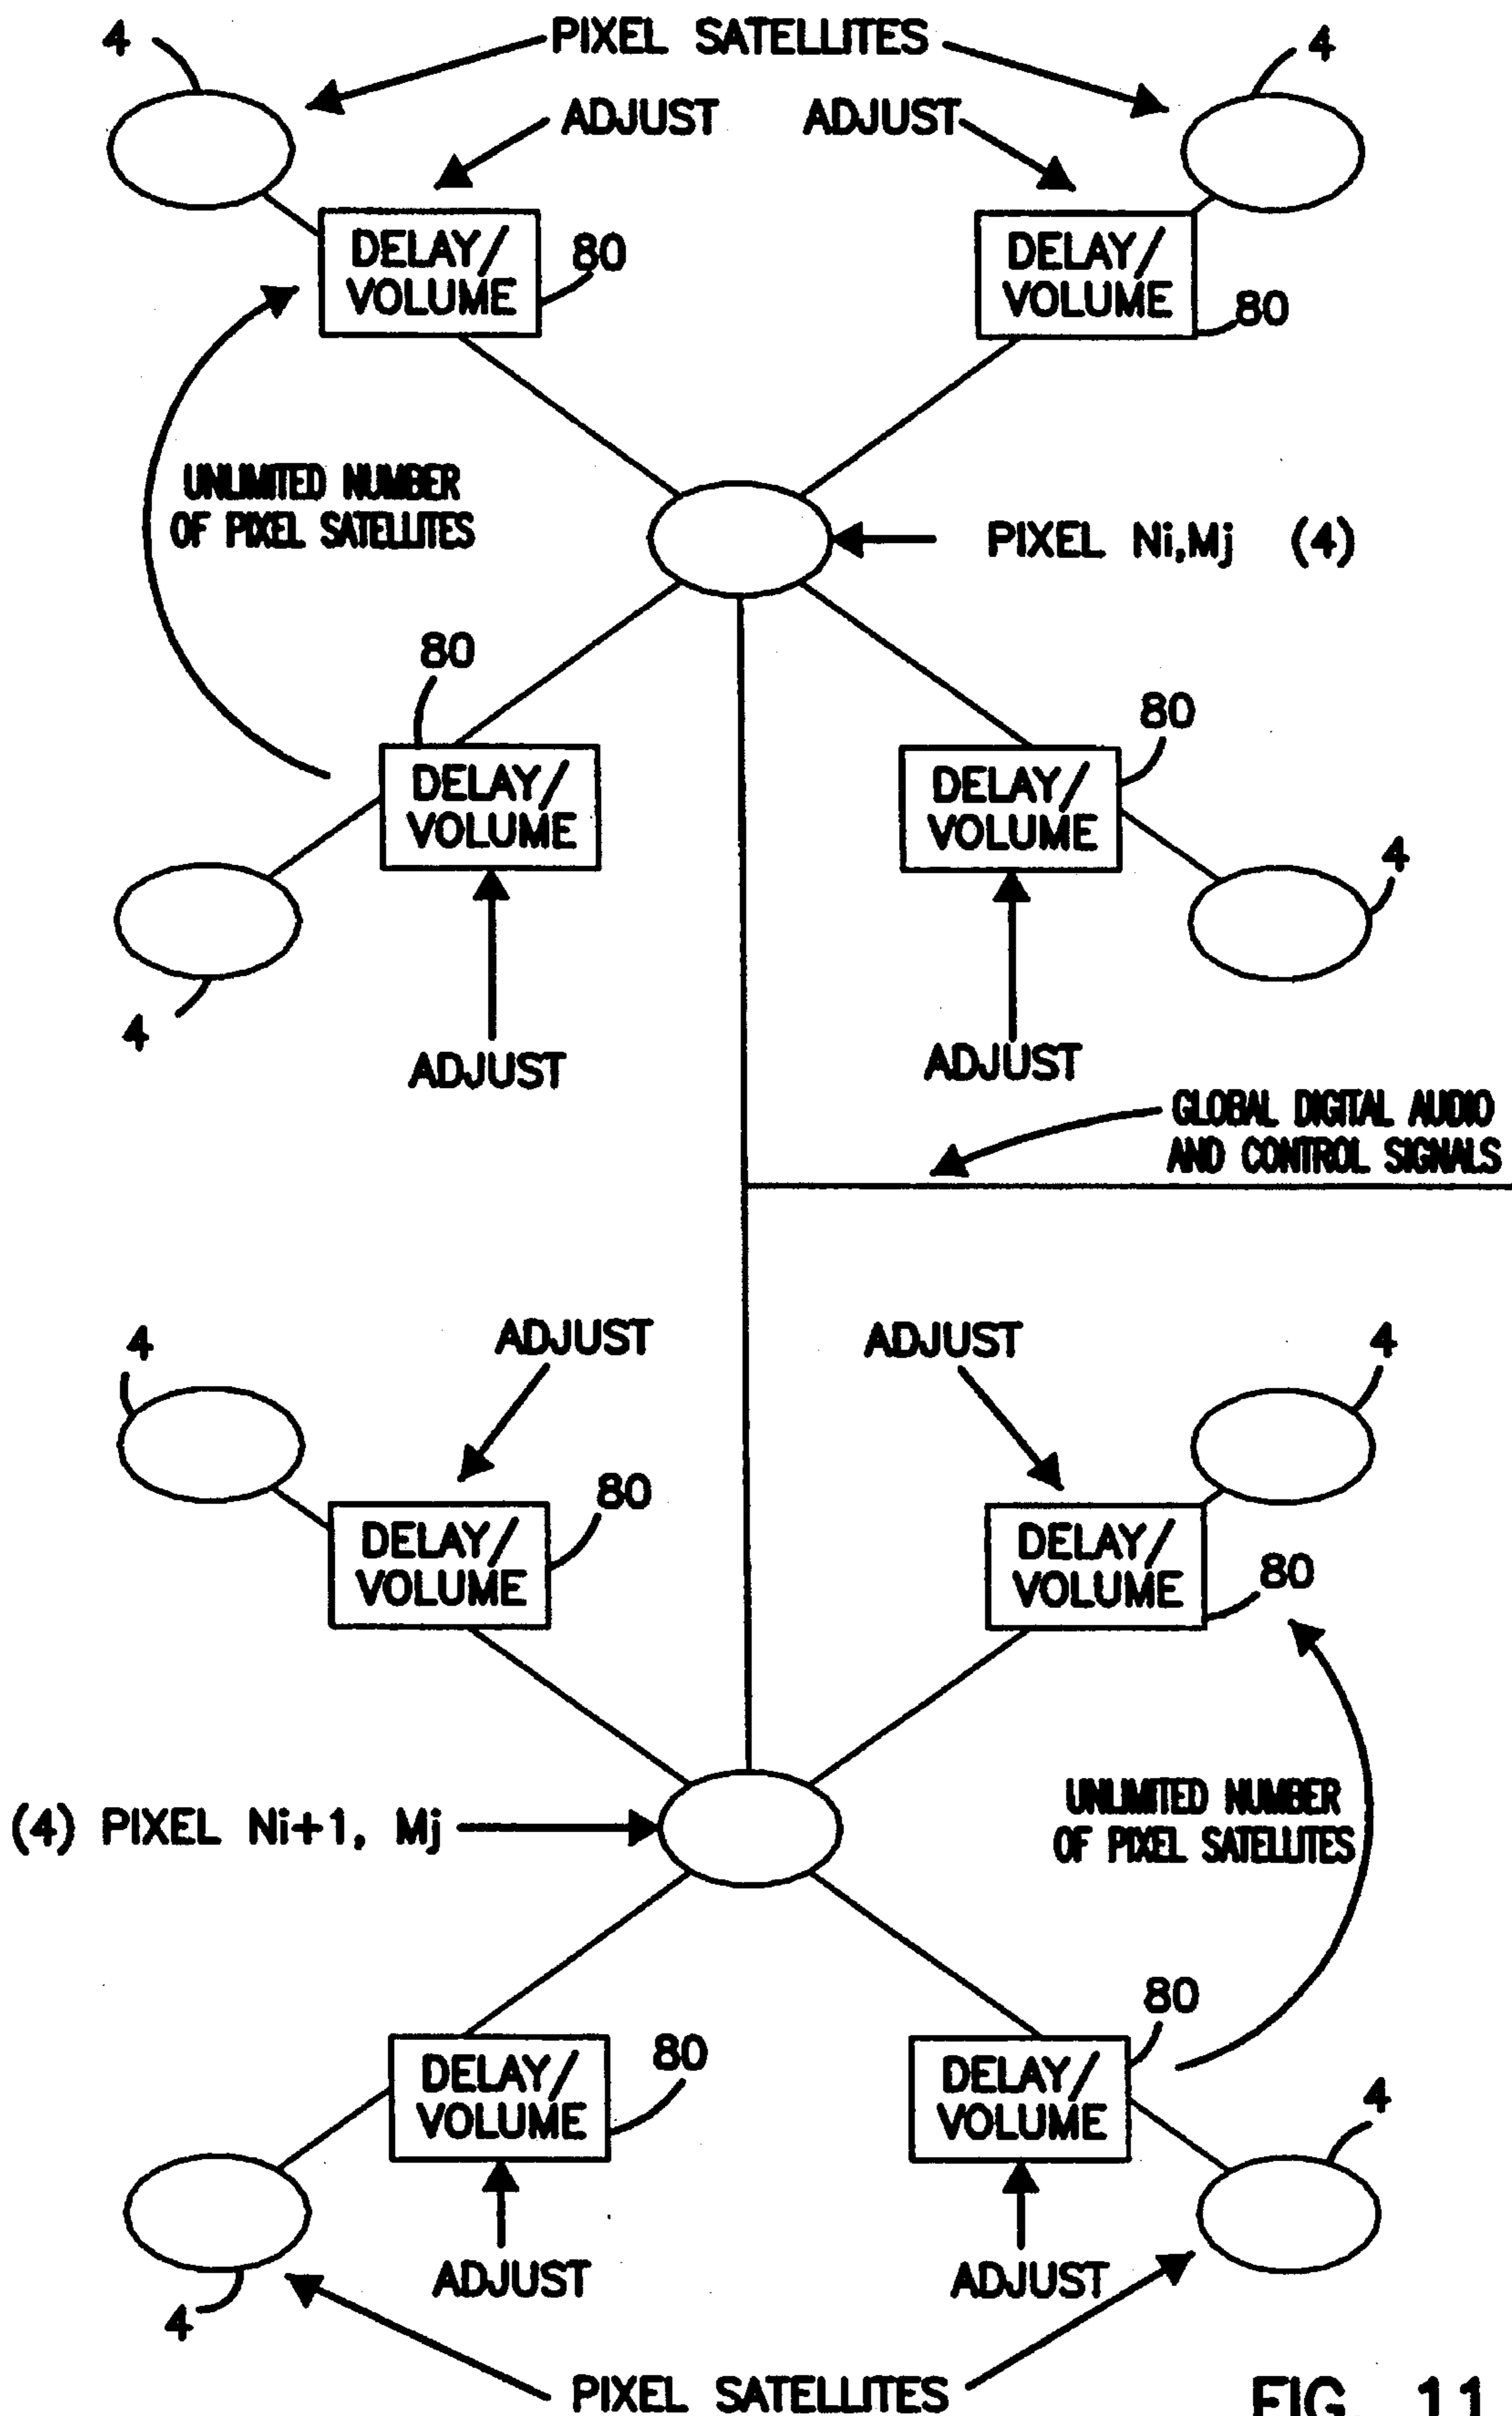 4
PIXEL SATELLITES
4
ADJUST
ADJUST
DELAY/
VOLUME
80
DELAY/
VOLUME
80
UNLIMITED NUMBER
OF PIXEL SATELLITES
PIXEL Ni,Mj (4)
80
80
DELAY/
VOLUME
DELAY/
VOLUME
4
4
ADJUST
ADJUST
GLOBAL DIGITAL AUDIO
AND CONTROL SIGNALS
4
ADJUST
ADJUST
4
80
DELAY/
VOLUME
DELAY/
VOLUME
80
UNLIMITED NUMBER
OF PIXEL SATELLITES
(4) PIXEL Ni+1, Mj
80
80
DELAY/
VOLUME
DELAY/
VOLUME
4
ADJUST
ADJUST
4
PIXEL SATELLITES
FIG. 11